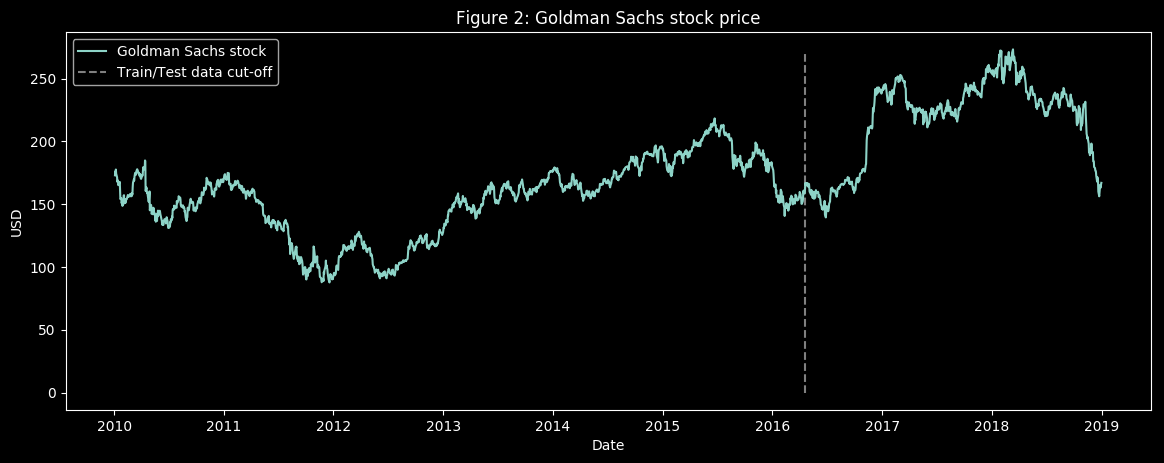 Figure 2: Goldman Sachs stock price
Goldman Sachs stock
Train/Test data cut-off
250
200
150
100
50
0
USD
2010 2011 2012 2013 2014 2015 2016 2017 2018 2019
Date